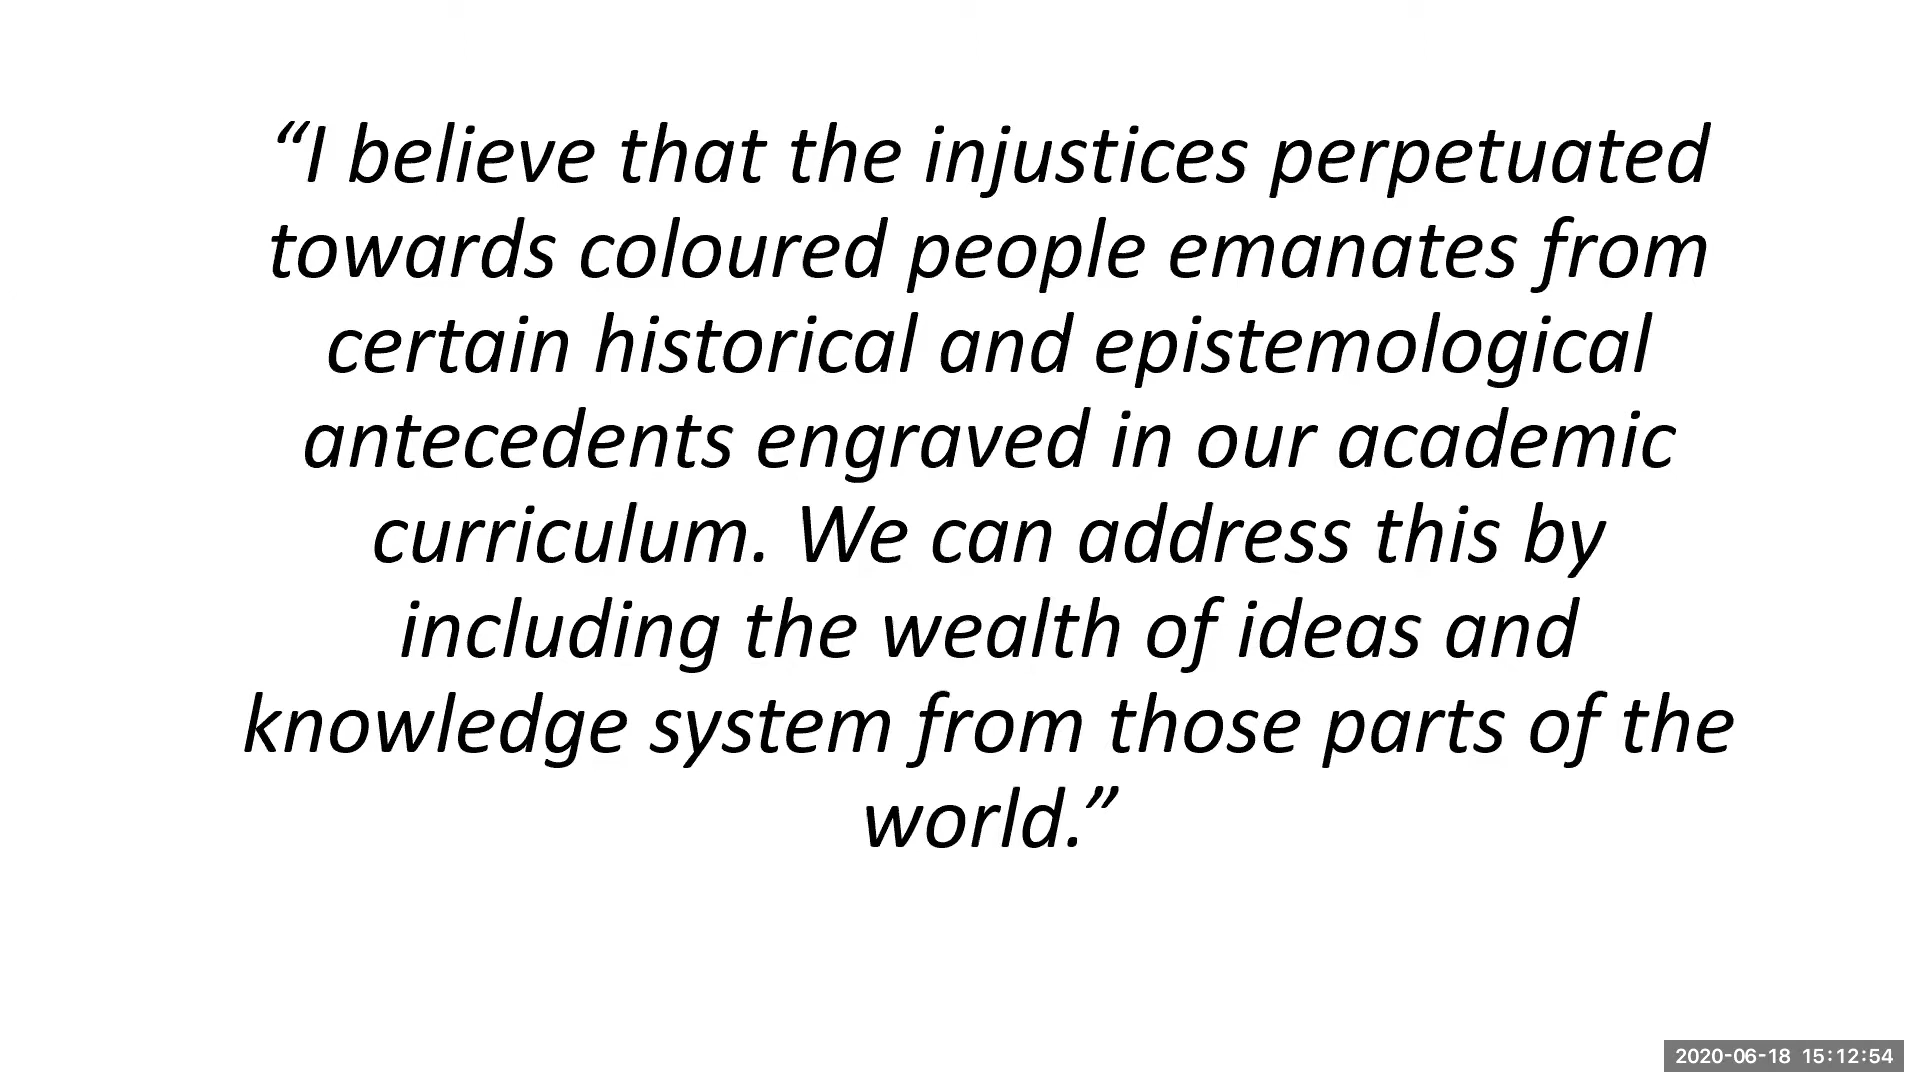 “I believe that the injustices perpetuated
towards coloured people emanates from
certain historical and epistemological
antecedents engraved in our academic
curriculum. We can address this by
including the wealth of ideas and
knowledge system from those parts of the
world.”
2020-06-18 15:12:54